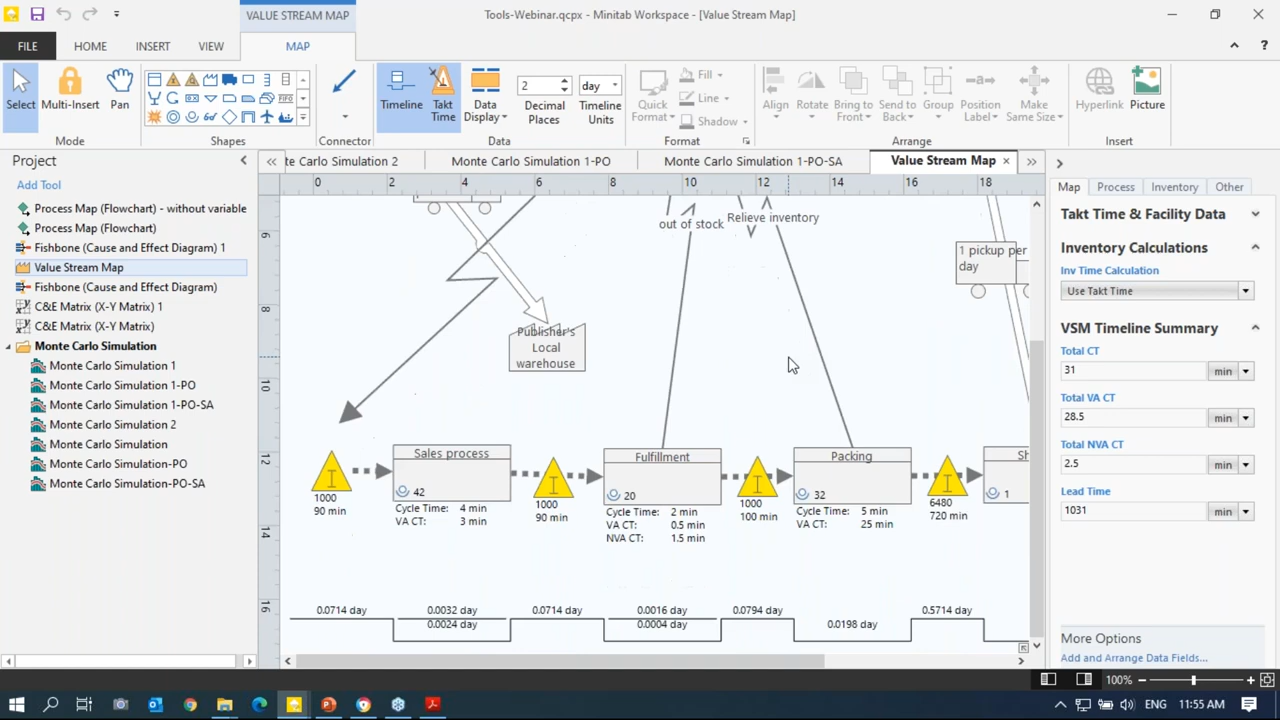 VALUE STREAM MAP
Tools-Webinar.qcpx - Minitab Workspace - [Value Stream Map]
FILE
HOME
INSERT
VIEW
MAP
Select
Multi-Insert
Pan
Mode
FIFO
Shapes
Connector
Timeline
Takt
Time
Data
Display
2
Decimal
Places
day
Timeline
Units
Data
Quick
Format
Fill
Line
Shadow
Format
Align
Rotate
Bring to
Front
Send to
Back
Group
Position
Label
Make
Same Size
Arrange
Hyperlink
Picture
Insert
Project
Add Tool
Process Map (Flowchart) - without variable
Process Map (Flowchart)
Fishbone (Cause and Effect Diagram) 1
Value Stream Map
Fishbone (Cause and Effect Diagram)
C&E Matrix (X-Y Matrix) 1
C&E Matrix (X-Y Matrix)
Monte Carlo Simulation
Monte Carlo Simulation 1
Monte Carlo Simulation 1-PO
Monte Carlo Simulation 1-PO-SA
Monte Carlo Simulation 2
Monte Carlo Simulation
Monte Carlo Simulation-PO
Monte Carlo Simulation-PO-SA
te Carlo Simulation 2
Monte Carlo Simulation 1-PO
Monte Carlo Simulation 1-PO-SA
Value Stream Map
0 2 4 6 8 10 12 14 16 18
6
8
10
12
14
16
out of stock
Relieve inventory
1 pickup per
day
Publisher's
Local
warehouse
1000
90 min
Sales process
42
Cycle Time: 4 min
VA CT: 3 min
1000
90 min
Fulfillment
20
Cycle Time: 2 min
VA CT: 0.5 min
NVA CT: 1.5 min
1000
100 min
Packing
32
Cycle Time: 5 min
VA CT: 25 min
6480
720 min
Sh
1
0.0714 day
0.0032 day
0.0024 day
0.0714 day
0.0016 day
0.0004 day
0.0794 day
0.0198 day
0.5714 day
Map
Process
Inventory
Other
Takt Time & Facility Data
Inventory Calculations
Inv Time Calculation
Use Takt Time
VSM Timeline Summary
Total CT
31 min
Total VA CT
28.5 min
Total NVA CT
2.5 min
Lead Time
1031 min
More Options
Add and Arrange Data Fields...
100%
ENG
11:55 AM